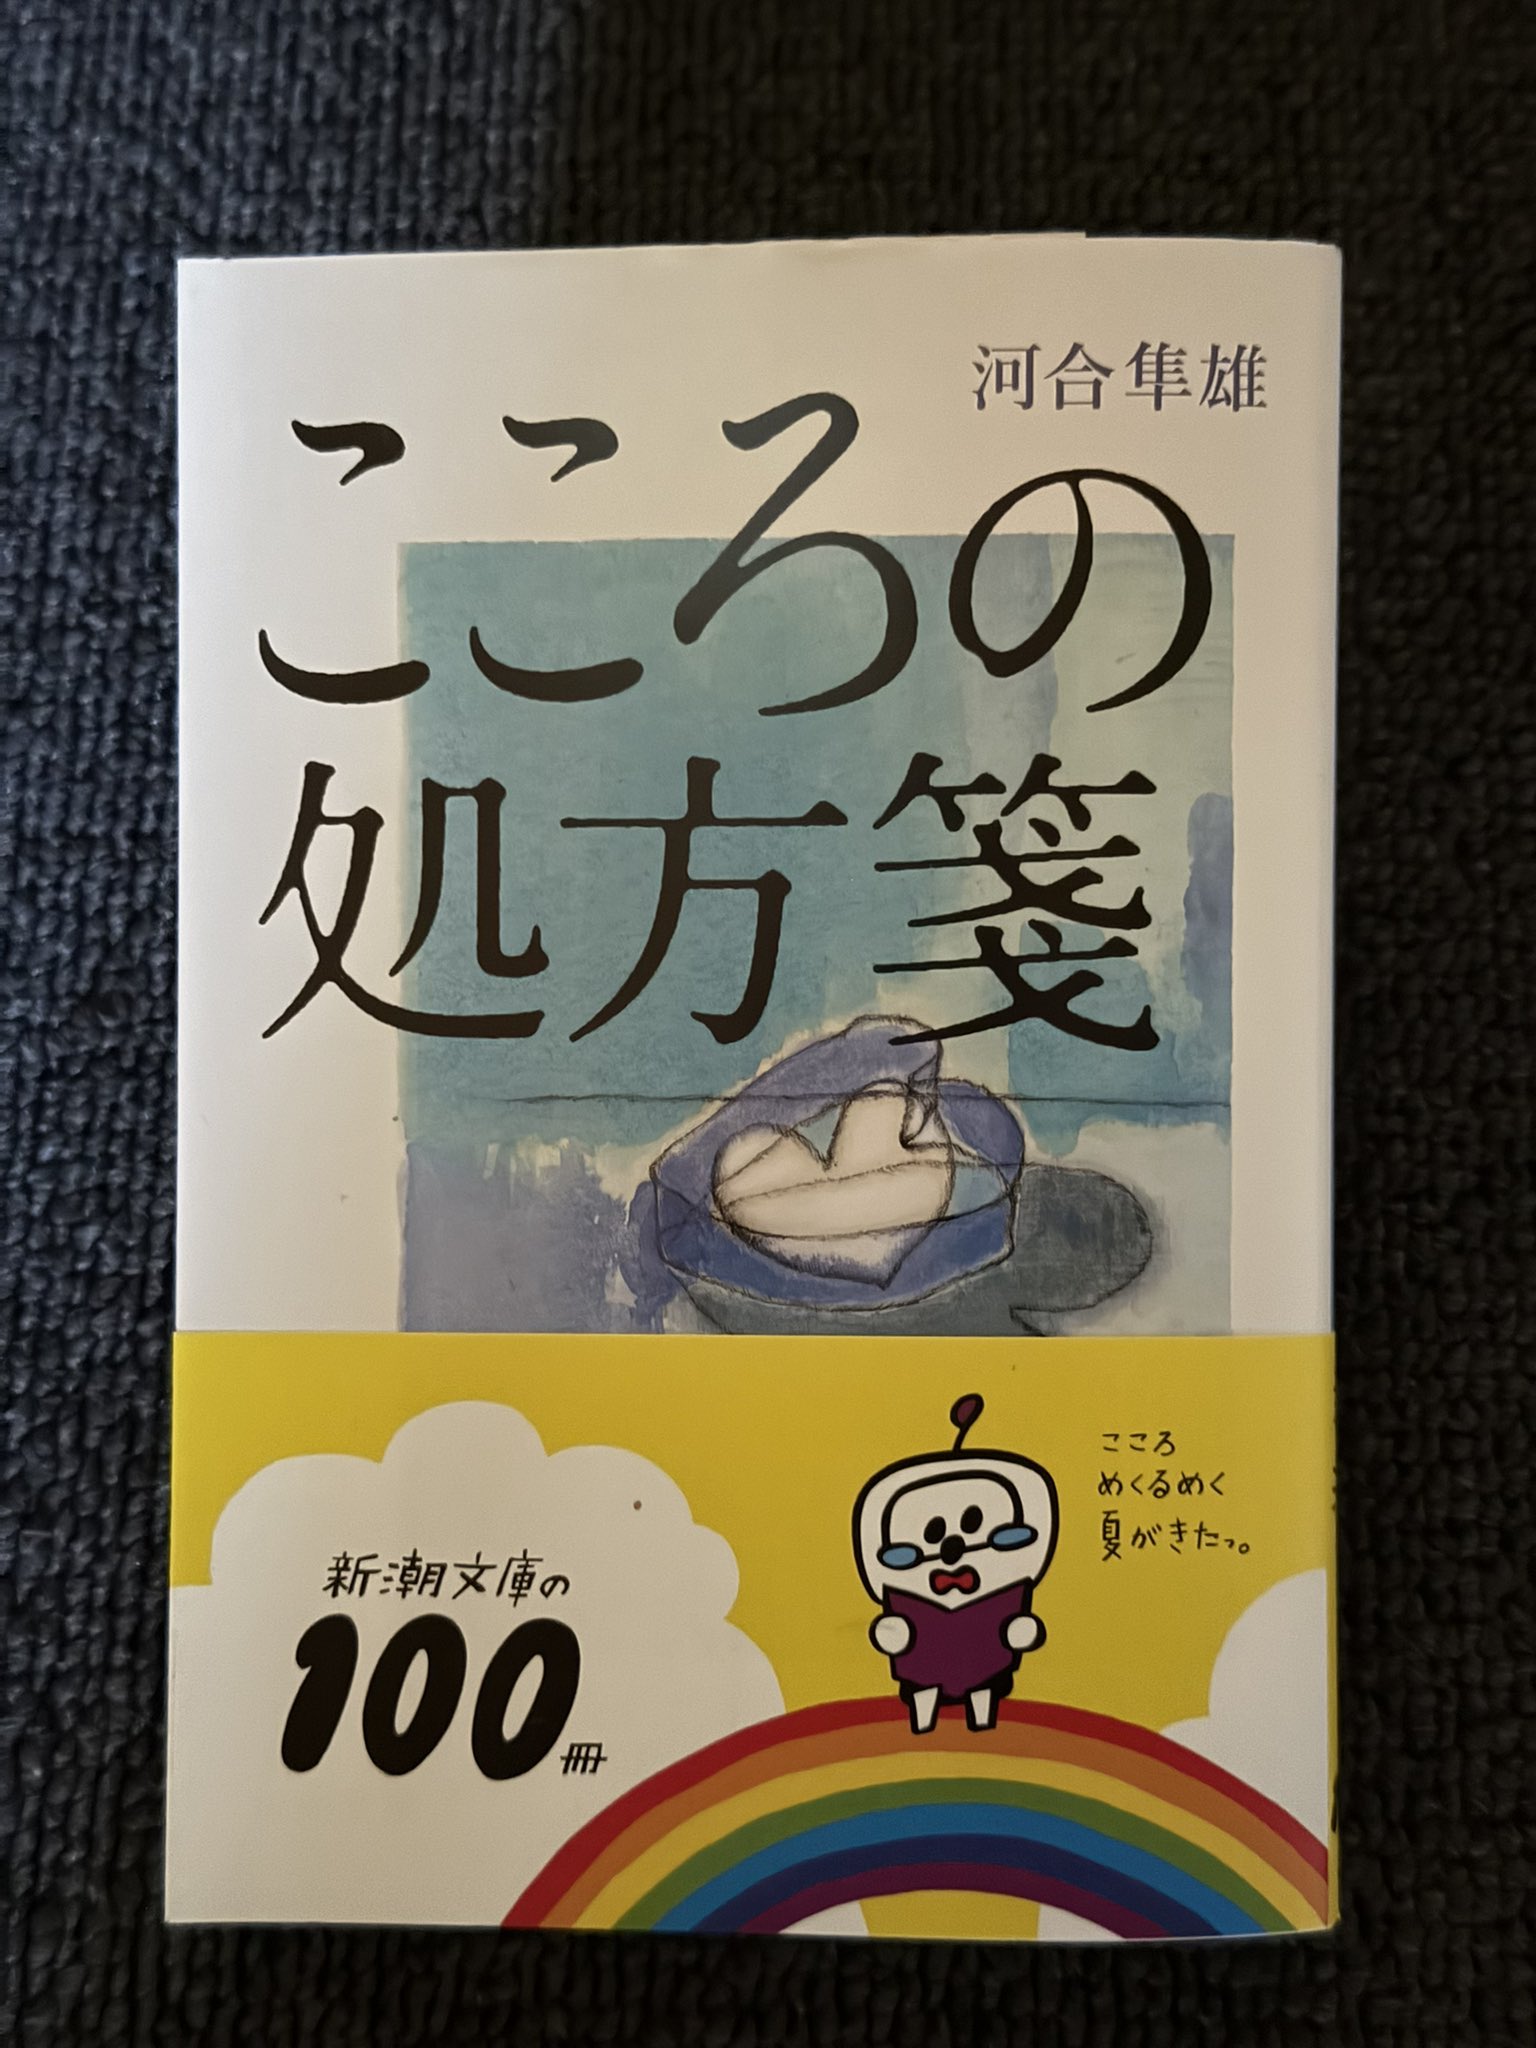 河合隼雄
こころの
処方箋
こころ
めくるめく
夏がきたっ。
新潮文庫の
100冊